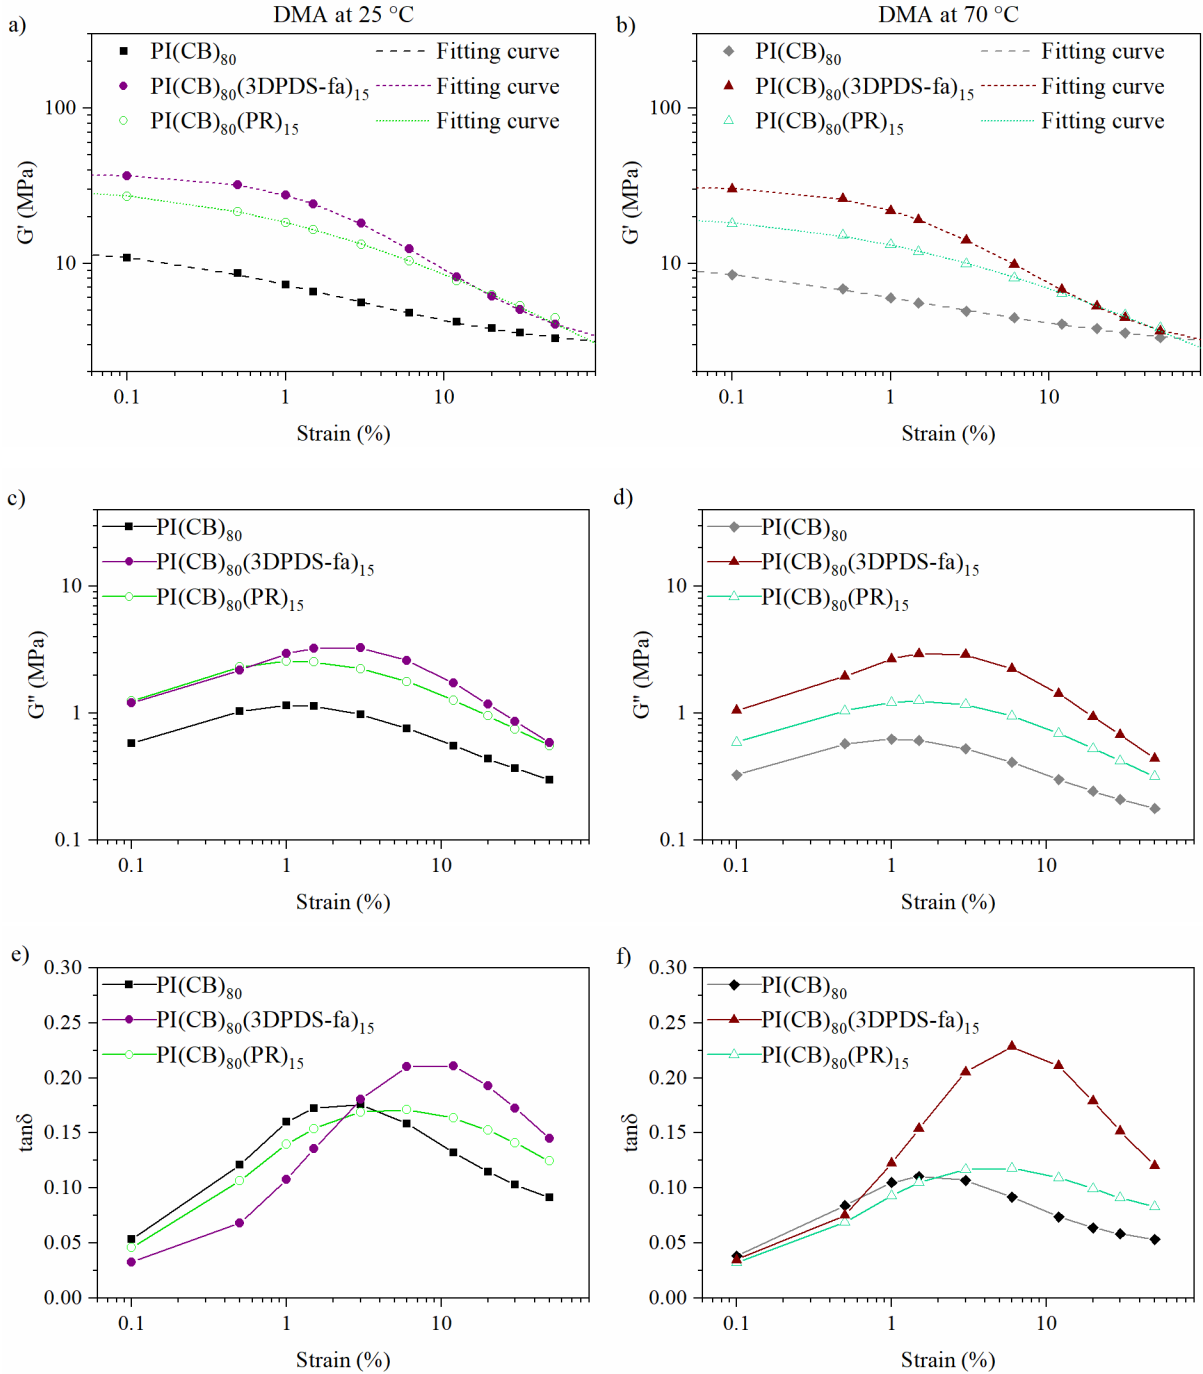 DMA at 25 °C
a)
PI(CB)80
Fitting curve
PI(CB)80(3DPDS-fa)15
Fitting curve
PI(CB)80(PR)15
Fitting curve
100
10
G' (MPa)
0.1
1
10
Strain (%)
DMA at 70 °C
b)
PI(CB)80
Fitting curve
PI(CB)80(3DPDS-fa)15
Fitting curve
PI(CB)80(PR)15
Fitting curve
100
10
G' (MPa)
0.1
1
10
Strain (%)
c)
PI(CB)80
PI(CB)80(3DPDS-fa)15
PI(CB)80(PR)15
10
1
0.1
G'' (MPa)
0.1
1
10
Strain (%)
d)
PI(CB)80
PI(CB)80(3DPDS-fa)15
PI(CB)80(PR)15
10
1
0.1
G'' (MPa)
0.1
1
10
Strain (%)
e)
PI(CB)80
PI(CB)80(3DPDS-fa)15
PI(CB)80(PR)15
0.30
0.25
0.20
0.15
0.10
0.05
0.00
tanδ
0.1
1
10
Strain (%)
f)
PI(CB)80
PI(CB)80(3DPDS-fa)15
PI(CB)80(PR)15
0.30
0.25
0.20
0.15
0.10
0.05
0.00
tanδ
0.1
1
10
Strain (%)